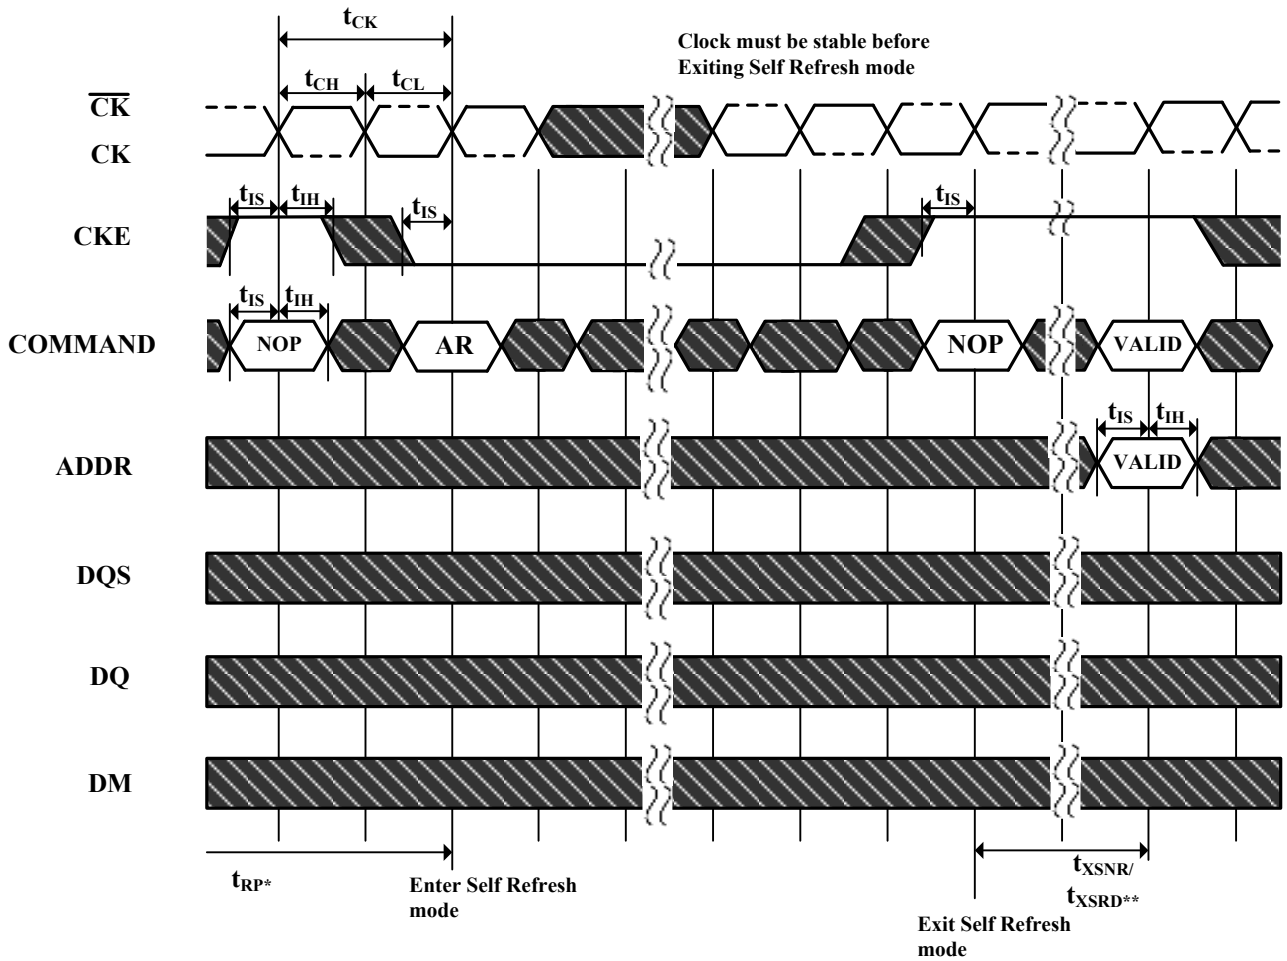 tCK
Clock must be stable before
Exiting Self Refresh mode
tCH tCL
CK
CK
tIS tIH tIS tIS
CKE
tIS tIH
COMMAND NOP AR NOP VALID
tIS tIH
ADDR VALID
DQS
DQ
DM
tRP*
Enter Self Refresh
mode
tXSNR/
tXSRD**
Exit Self Refresh
mode